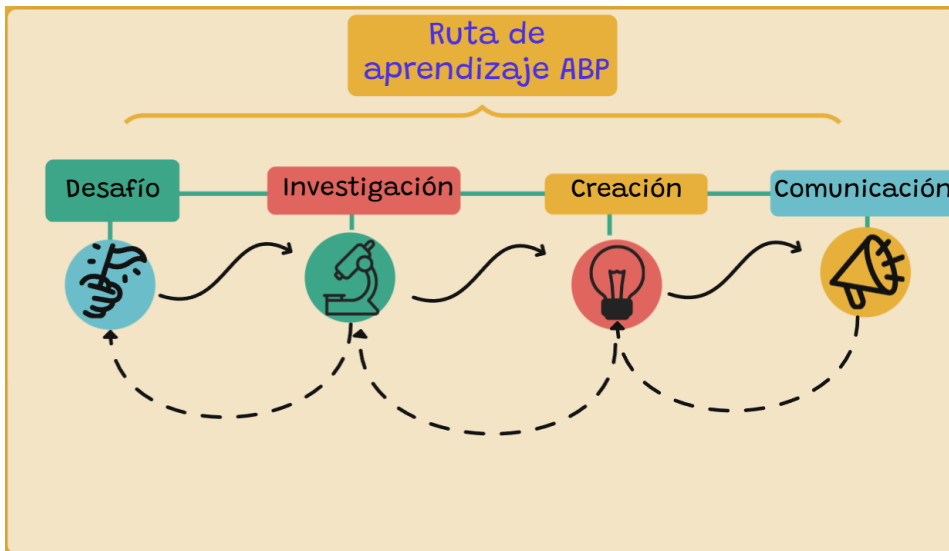 Ruta de
aprendizaje ABP
Desafío
Investigación
Creación
Comunicación